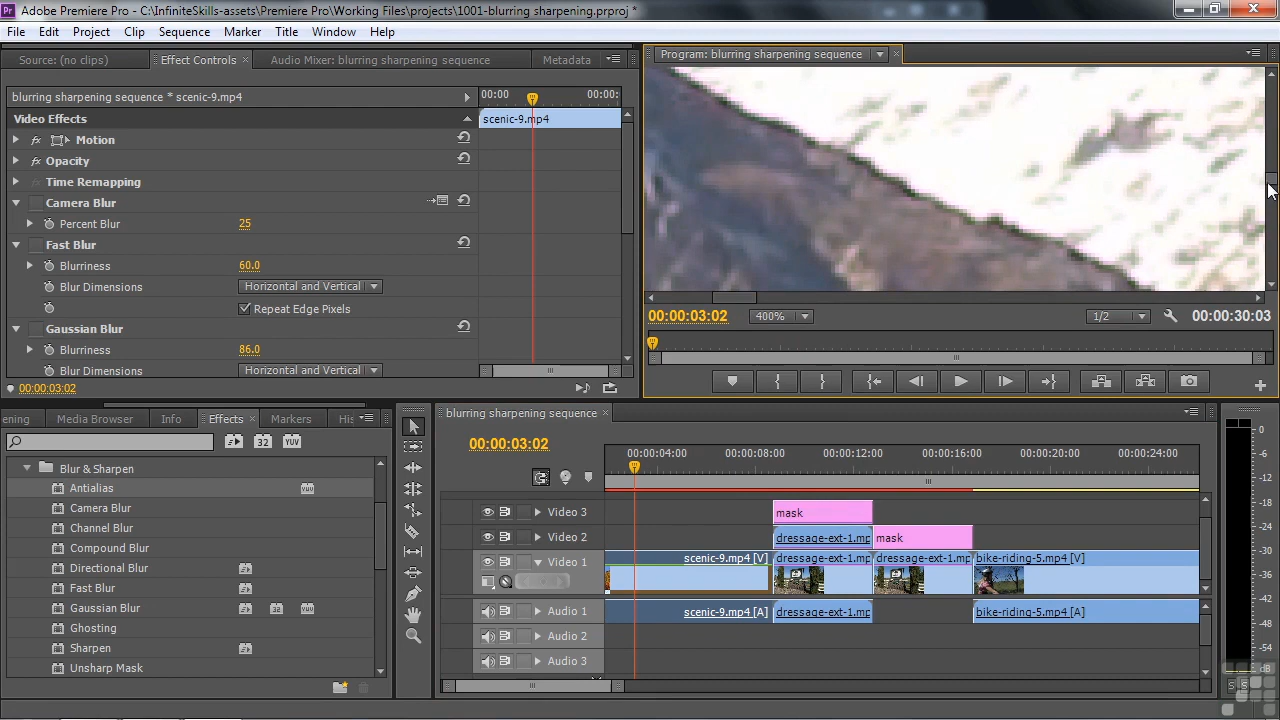 Adobe Premiere Pro - C:\InfiniteSkills-assets\Premiere Pro\Working Files\projects\1001-blurring sharpening.prproj *
File Edit Project Clip Sequence Marker Title Window Help
Source: (no clips) Effect Controls Audio Mixer: blurring sharpening sequence Metadata
Program: blurring sharpening sequence
blurring sharpening sequence * scenic-9.mp4
00:00 00:00:
Video Effects
scenic-9.mp4
Motion
Opacity
Time Remapping
Camera Blur
Percent Blur 25
Fast Blur
Blurriness 60.0
Blur Dimensions Horizontal and Vertical
Repeat Edge Pixels
Gaussian Blur
Blurriness 86.0
Blur Dimensions Horizontal and Vertical
00:00:03:02
00:00:03:02 400% 1/2 00:00:30:03
ening Media Browser Info Effects Markers His
Blur & Sharpen
Antialias
Camera Blur
Channel Blur
Compound Blur
Directional Blur
Fast Blur
Gaussian Blur
Ghosting
Sharpen
Unsharp Mask
blurring sharpening sequence
00:00:03:02
00:00:04:00 00:00:08:00 00:00:12:00 00:00:16:00 00:00:20:00 00:00:24:00
Video 3 mask
Video 2 dressage-ext-1.mp mask
Video 1 scenic-9.mp4 [V] dressage-ext-1.mp dressage-ext-1.mp bike-riding-5.mp4 [V]
Audio 1 scenic-9.mp4 [A] dressage-ext-1.mp bike-riding-5.mp4 [A]
Audio 2
Audio 3
0
-6
-12
-18
-24
-30
-36
-42
-48
-54
dB
S S